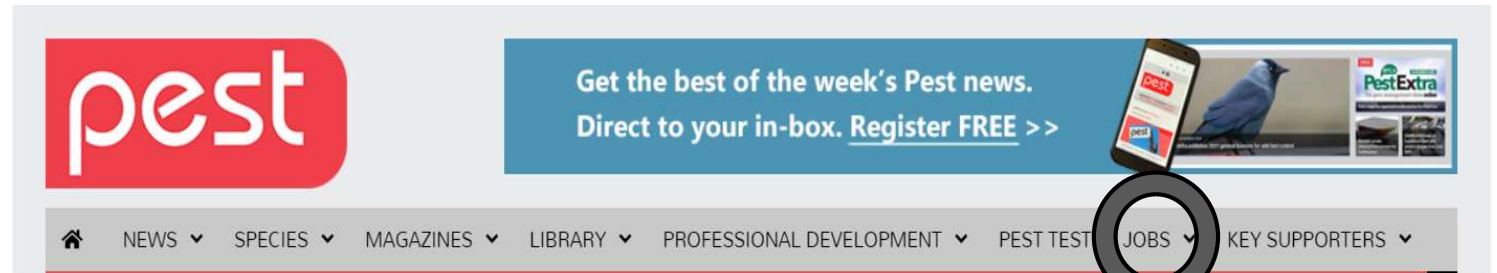 pest
Get the best of the week's Pest news.
Direct to your in-box. Register FREE >>
pest
PestExtra
NEWS SPECIES MAGAZINES LIBRARY PROFESSIONAL DEVELOPMENT PEST TEST JOBS KEY SUPPORTERS